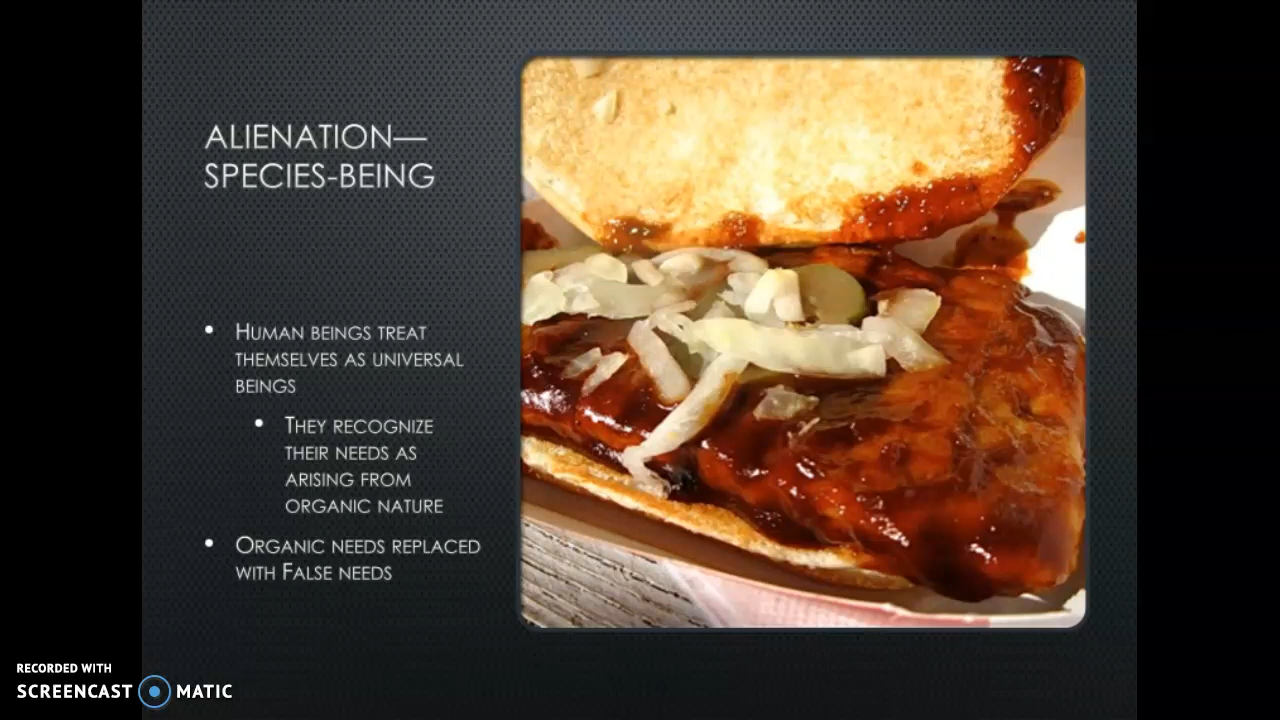 ALIENATION—
SPECIES-BEING
• HUMAN BEINGS TREAT
THEMSELVES AS UNIVERSAL
BEINGS
• THEY RECOGNIZE
THEIR NEEDS AS
ARISING FROM
ORGANIC NATURE
• ORGANIC NEEDS REPLACED
WITH FALSE NEEDS
RECORDED WITH
SCREENCAST MATIC